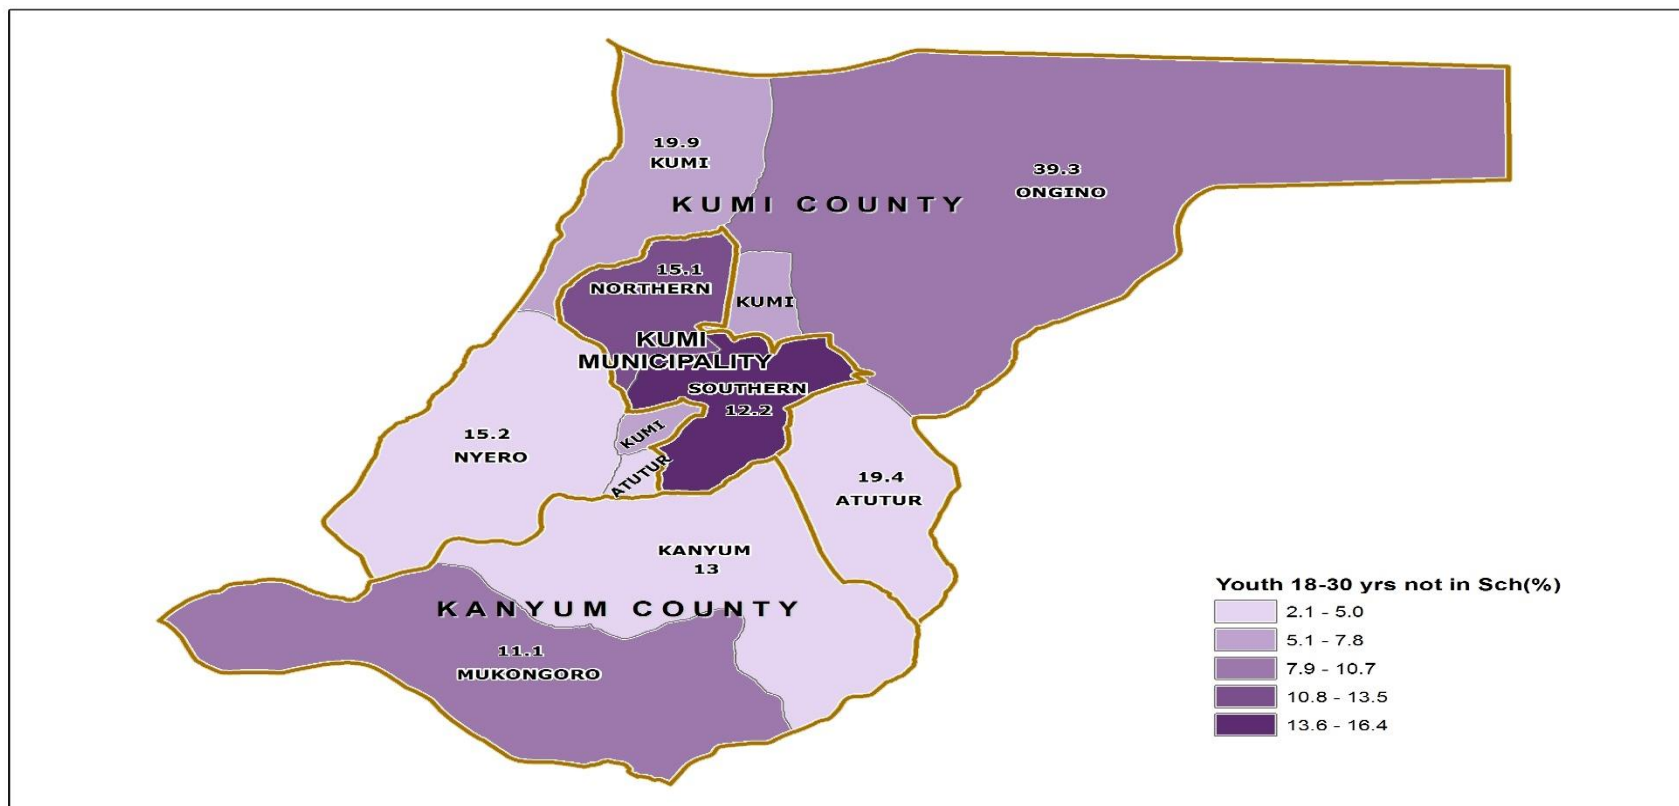 19.9
KUMI
39.3
ONGINO
KUMI COUNTY
15.1
NORTHERN
KUMI
KUMI
MUNICIPALITY
SOUTHERN
12.2
KUMI
ATUTUR
15.2
NYERO
19.4
ATUTUR
KANYUM
13
KANYUM COUNTY
11.1
MUKONGORO
Youth 18-30 yrs not in Sch(%)
2.1 - 5.0
5.1 - 7.8
7.9 - 10.7
10.8 - 13.5
13.6 - 16.4